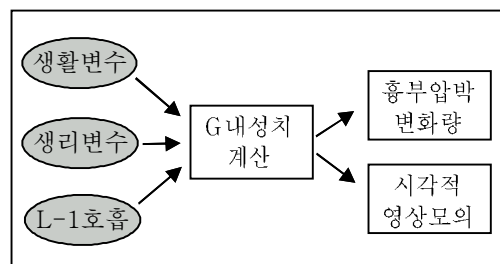 생활변수
생리변수
L-1호흡
G내성치
계산
흉부압박
변화량
시각적
영상모의